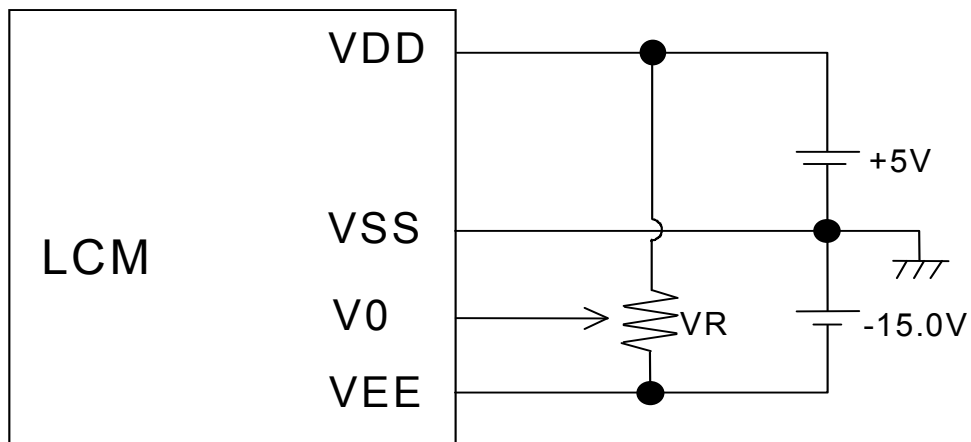 VDD
+5V
VSS
LCM
V0
VR
-15.0V
VEE